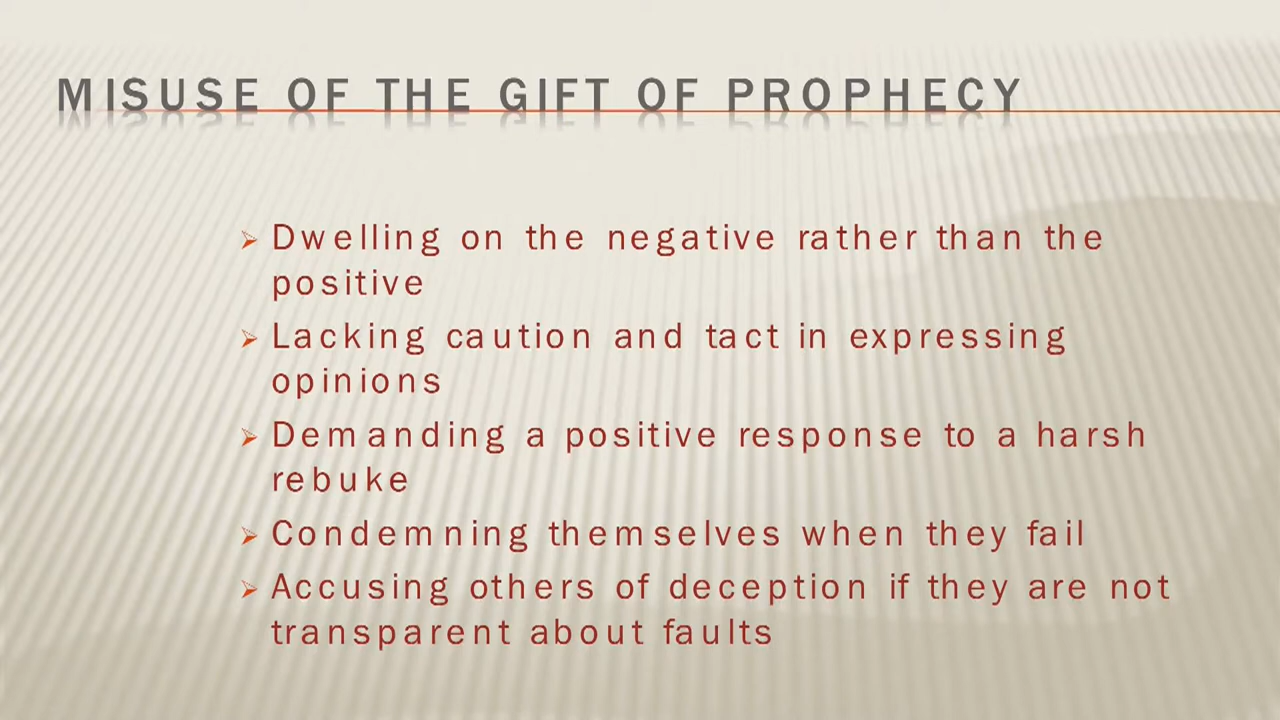 MISUSE OF THE GIFT OF PROPHECY
Dwelling on the negative rather than the
positive
Lacking caution and tact in expressing
opinions
Demanding a positive response to a harsh
rebuke
Condemning themselves when they fail
Accusing others of deception if they are not
transparent about faults